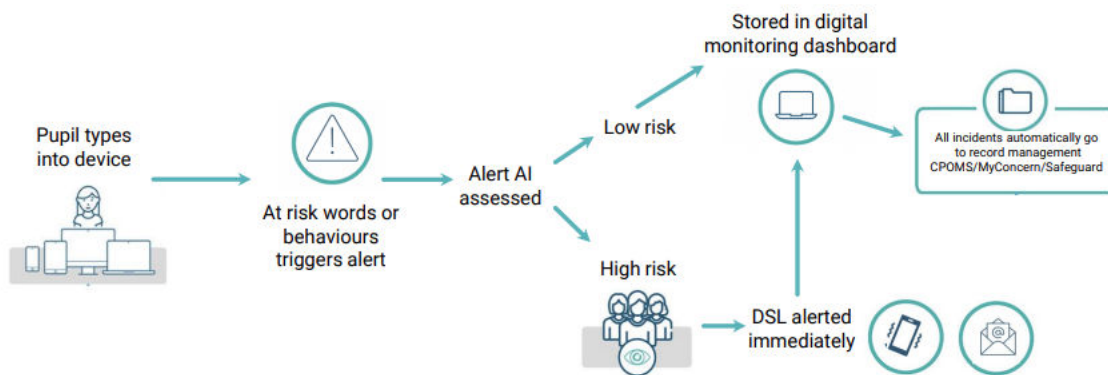 Pupil types
into device
At risk words or
behaviours
triggers alert
Alert AI
assessed
Low risk
High risk
Stored in digital
monitoring dashboard
DSL alerted
immediately
@
All incidents automatically go
to record management
CPOMS/MyConcern/Safeguard